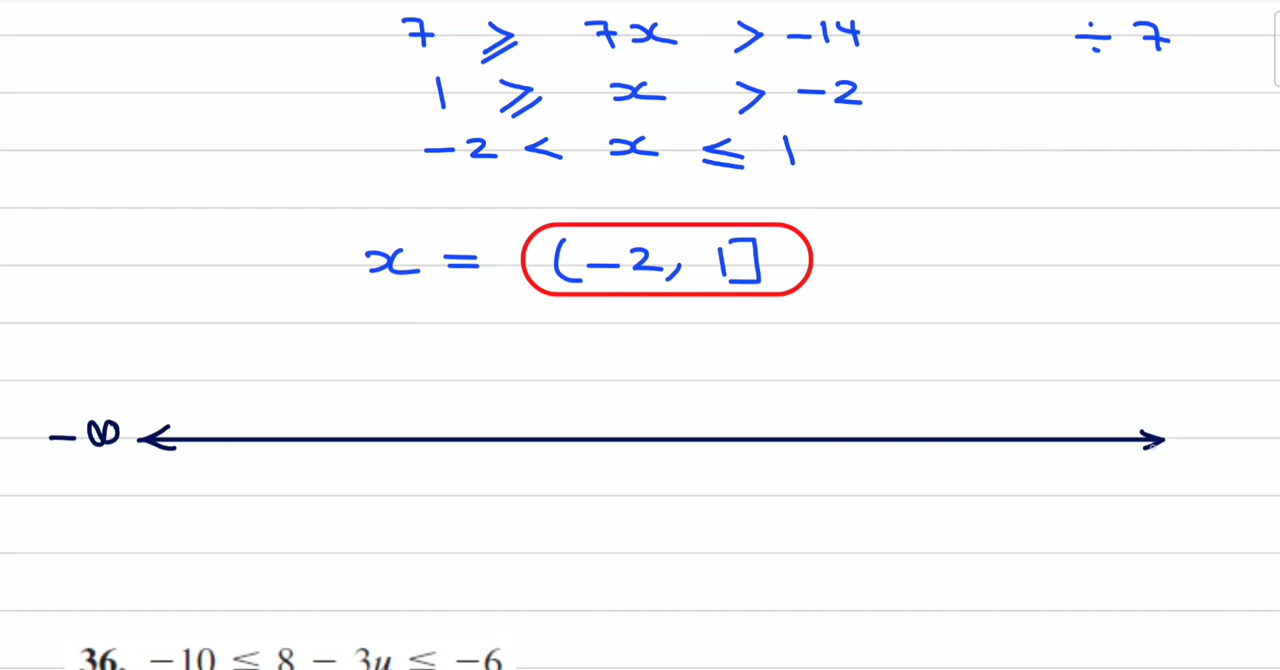 7 ⩾ 7x > -14 ÷ 7
1 ⩾ x > -2
-2 < x ≤ 1
x = (-2, 1]
-∞
36. −10 ≤ 8 − 3u ≤ −6